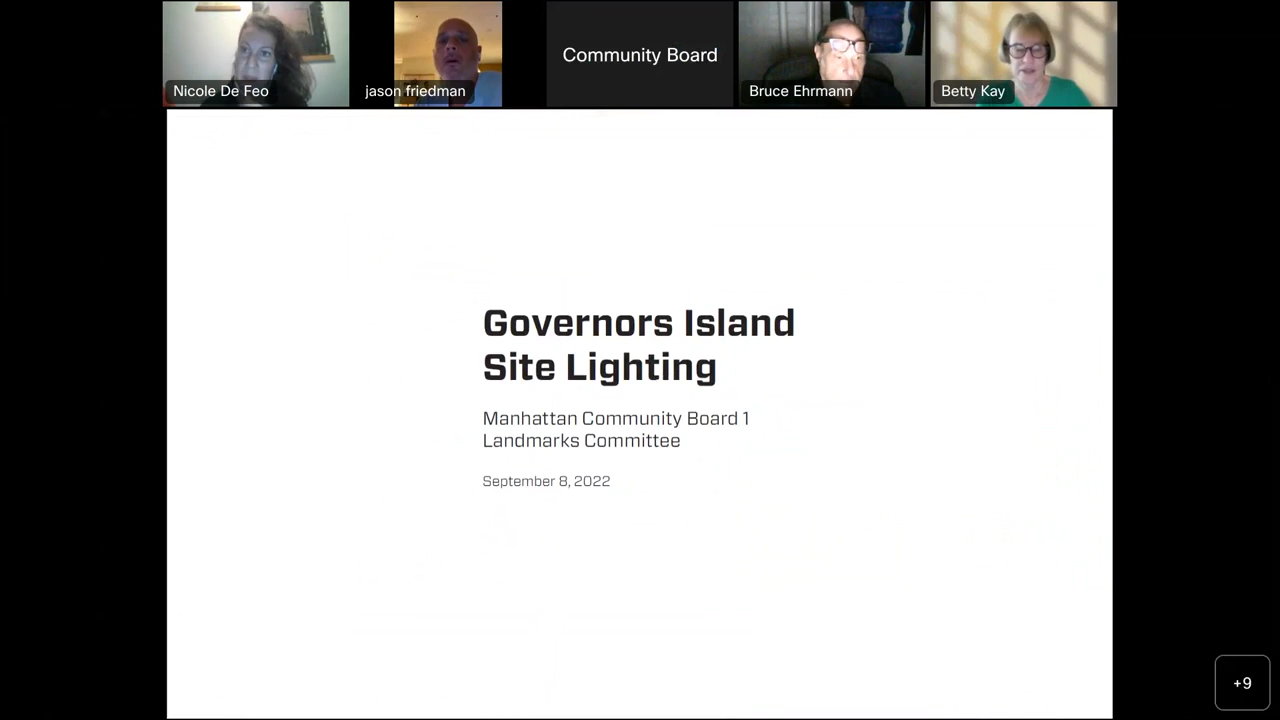 Nicole De Feo
jason friedman
Community Board
Bruce Ehrmann
Betty Kay
Governors Island
Site Lighting
Manhattan Community Board 1
Landmarks Committee
September 8, 2022
+9